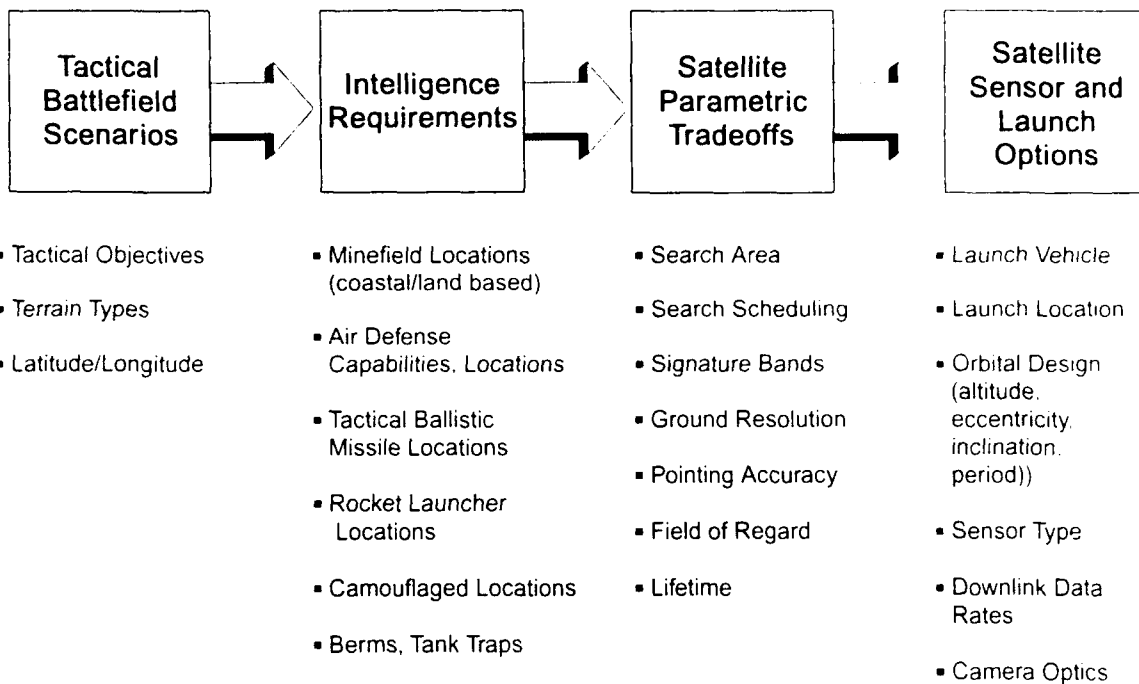 Tactical
Battlefield
Scenarios
Intelligence
Requirements
Satellite
Parametric
Tradeoffs
Satellite
Sensor and
Launch
Options
▪ Tactical Objectives
▪ Terrain Types
▪ Latitude/Longitude
▪ Minefield Locations
(coastal/land based)
▪ Air Defense
Capabilities, Locations
▪ Tactical Ballistic
Missile Locations
▪ Rocket Launcher
Locations
▪ Camouflaged Locations
▪ Berms, Tank Traps
▪ Search Area
▪ Search Scheduling
▪ Signature Bands
▪ Ground Resolution
▪ Pointing Accuracy
▪ Field of Regard
▪ Lifetime
▪ Launch Vehicle
▪ Launch Location
▪ Orbital Design
(altitude,
eccentricity,
inclination,
period))
▪ Sensor Type
▪ Downlink Data
Rates
▪ Camera Optics